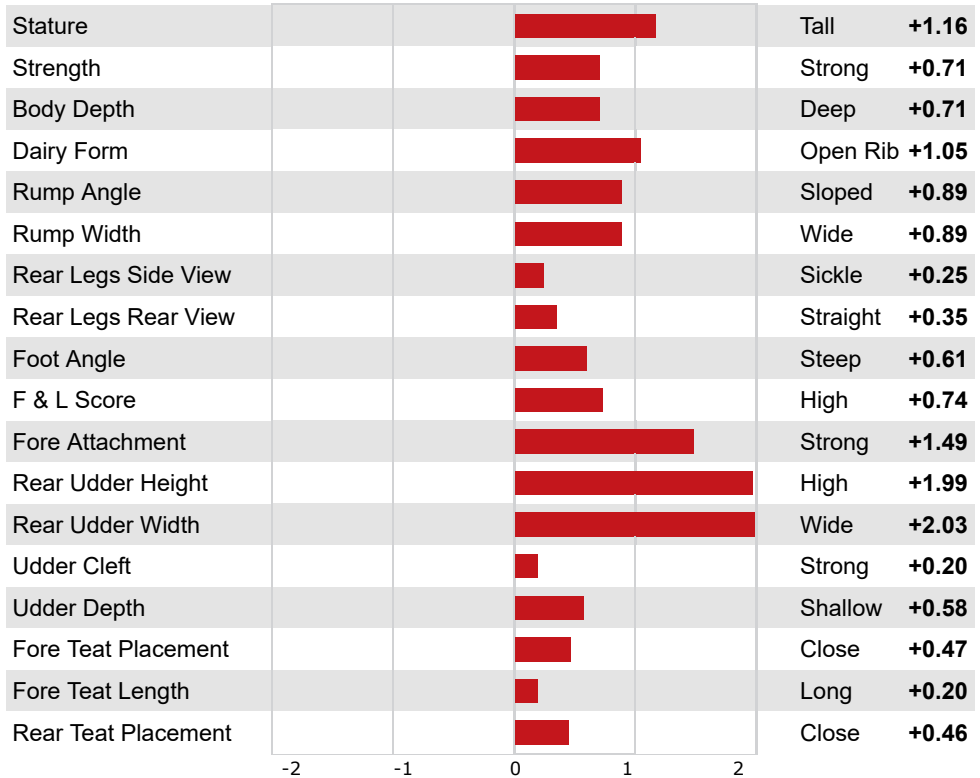 Stature Tall +1.16
Strength Strong +0.71
Body Depth Deep +0.71
Dairy Form Open Rib +1.05
Rump Angle Sloped +0.89
Rump Width Wide +0.89
Rear Legs Side View Sickle +0.25
Rear Legs Rear View Straight +0.35
Foot Angle Steep +0.61
F & L Score High +0.74
Fore Attachment Strong +1.49
Rear Udder Height High +1.99
Rear Udder Width Wide +2.03
Udder Cleft Strong +0.20
Udder Depth Shallow +0.58
Fore Teat Placement Close +0.47
Fore Teat Length Long +0.20
Rear Teat Placement Close +0.46
-2 -1 0 1 2